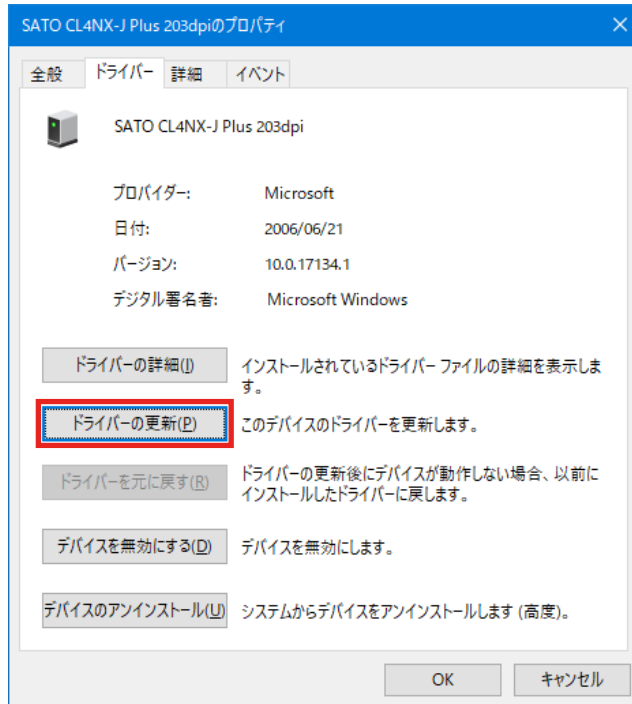 SATO CL4NX-J Plus 203dpiのプロパティ
全般 ドライバー 詳細 イベント
SATO CL4NX-J Plus 203dpi
プロバイダー: Microsoft
日付: 2006/06/21
バージョン: 10.0.17134.1
デジタル署名者: Microsoft Windows
ドライバーの詳細(I) インストールされているドライバー ファイルの詳細を表示しま
す。
ドライバーの更新(P) このデバイスのドライバーを更新します。
ドライバーを元に戻す(R) ドライバーの更新後にデバイスが動作しない場合、以前に
インストールしたドライバーに戻します。
デバイスを無効にする(D) デバイスを無効にします。
デバイスのアンインストール(U) システムからデバイスをアンインストールします (高度)。
OK キャンセル